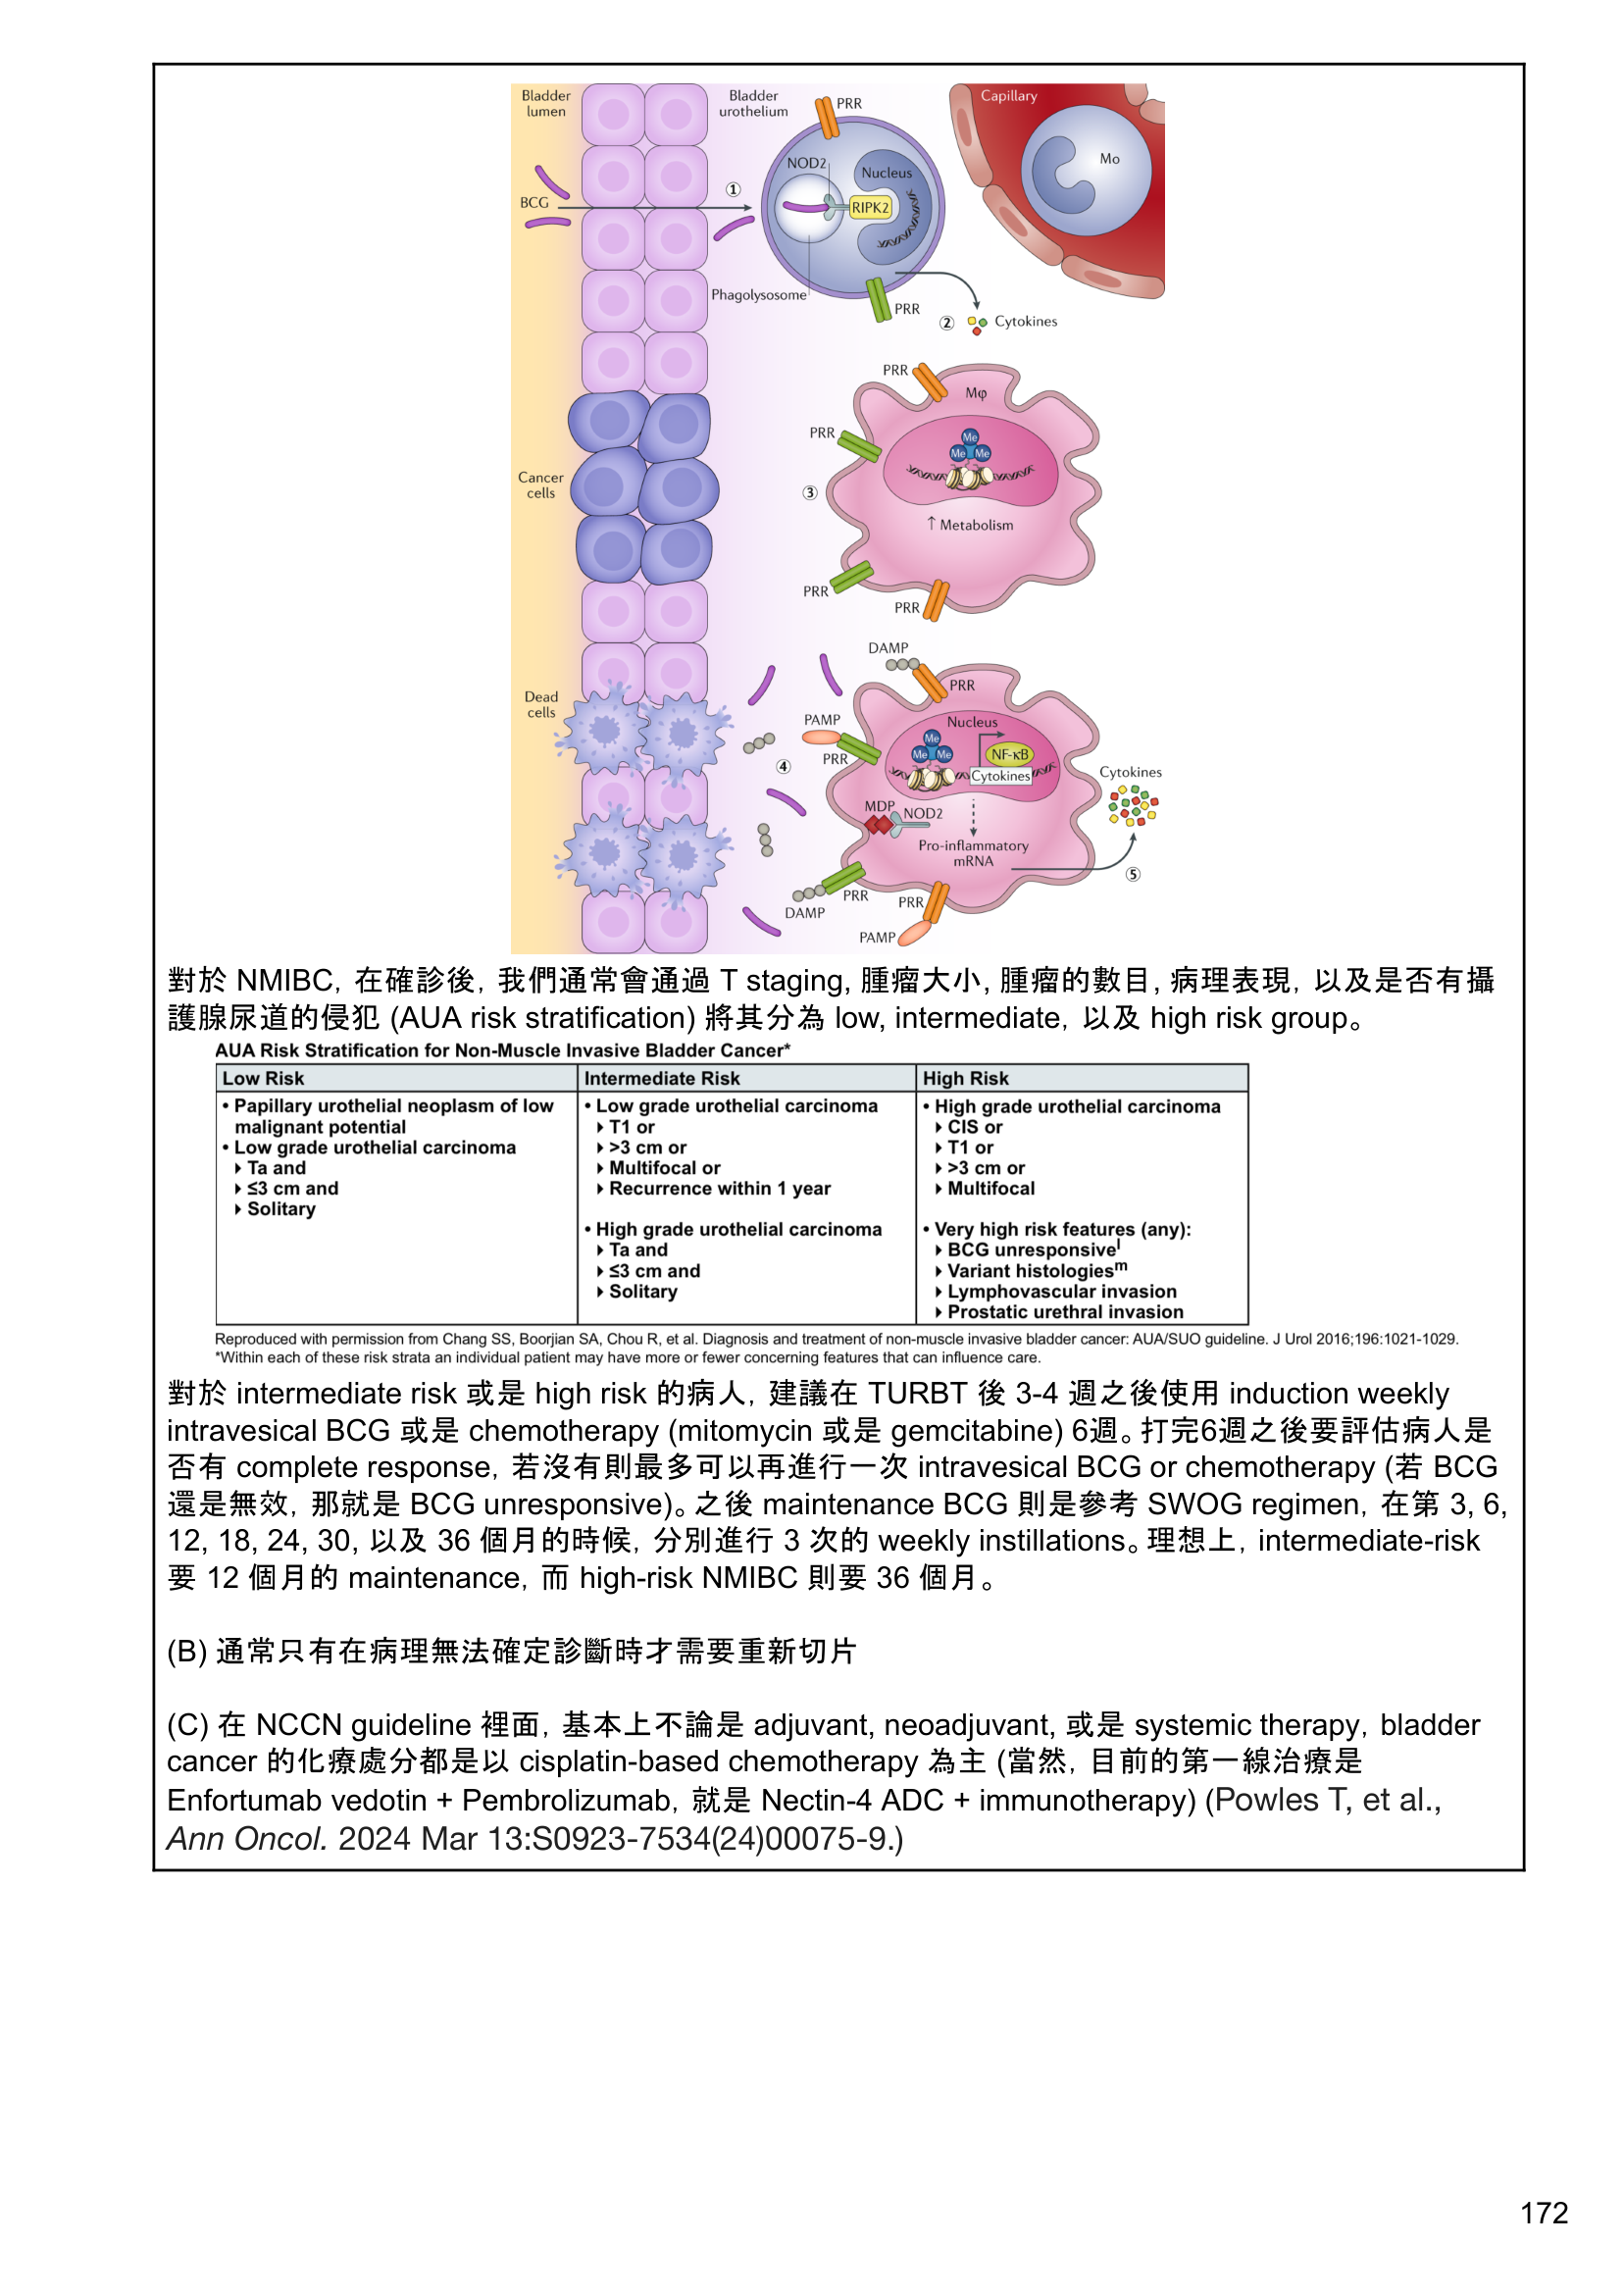 Bladder
lumen
Bladder
urothelium
PRR
Capillary
NOD2
Nucleus
Mo
①
BCG
RIPK2
Phagolysosome
PRR
②
Cytokines
PRR
Mφ
PRR
Me
Me Me
Cancer
cells
③
↑ Metabolism
PRR
PRR
DAMP
PRR
Dead
cells
PAMP
Nucleus
Me
Me Me
NF-κB
PRR
④
Cytokines
Cytokines
MDP
NOD2
Pro-inflammatory
mRNA
⑤
PRR
DAMP
PRR
PAMP
對於 NMIBC，在確診後，我們通常會通過 T staging, 腫瘤大小, 腫瘤的數目, 病理表現，以及是否有攝
護腺尿道的侵犯 (AUA risk stratification) 將其分為 low, intermediate，以及 high risk group。
AUA Risk Stratification for Non-Muscle Invasive Bladder Cancer*
Low Risk
Intermediate Risk
High Risk
• Papillary urothelial neoplasm of low
malignant potential
• Low grade urothelial carcinoma
‣ Ta and
‣ ≤3 cm and
‣ Solitary
• Low grade urothelial carcinoma
‣ T1 or
‣ >3 cm or
‣ Multifocal or
‣ Recurrence within 1 year
• High grade urothelial carcinoma
‣ Ta and
‣ ≤3 cm and
‣ Solitary
• High grade urothelial carcinoma
‣ CIS or
‣ T1 or
‣ >3 cm or
‣ Multifocal
• Very high risk features (any):
‣ BCG unresponsive^l
‣ Variant histologies^m
‣ Lymphovascular invasion
‣ Prostatic urethral invasion
Reproduced with permission from Chang SS, Boorjian SA, Chou R, et al. Diagnosis and treatment of non-muscle invasive bladder cancer: AUA/SUO guideline. J Urol 2016;196:1021-1029.
*Within each of these risk strata an individual patient may have more or fewer concerning features that can influence care.
對於 intermediate risk 或是 high risk 的病人，建議在 TURBT 後 3-4 週之後使用 induction weekly
intravesical BCG 或是 chemotherapy (mitomycin 或是 gemcitabine) 6週。打完6週之後要評估病人是
否有 complete response，若沒有則最多可以再進行一次 intravesical BCG or chemotherapy (若 BCG
還是無效，那就是 BCG unresponsive)。之後 maintenance BCG 則是參考 SWOG regimen，在第 3, 6,
12, 18, 24, 30, 以及 36 個月的時候，分別進行 3 次的 weekly instillations。理想上，intermediate-risk
要 12 個月的 maintenance，而 high-risk NMIBC 則要 36 個月。
(B) 通常只有在病理無法確定診斷時才需要重新切片
(C) 在 NCCN guideline 裡面，基本上不論是 adjuvant, neoadjuvant, 或是 systemic therapy，bladder
cancer 的化療處分都是以 cisplatin-based chemotherapy 為主 (當然，目前的第一線治療是
Enfortumab vedotin + Pembrolizumab，就是 Nectin-4 ADC + immunotherapy) (Powles T, et al.,
Ann Oncol. 2024 Mar 13:S0923-7534(24)00075-9.)
172